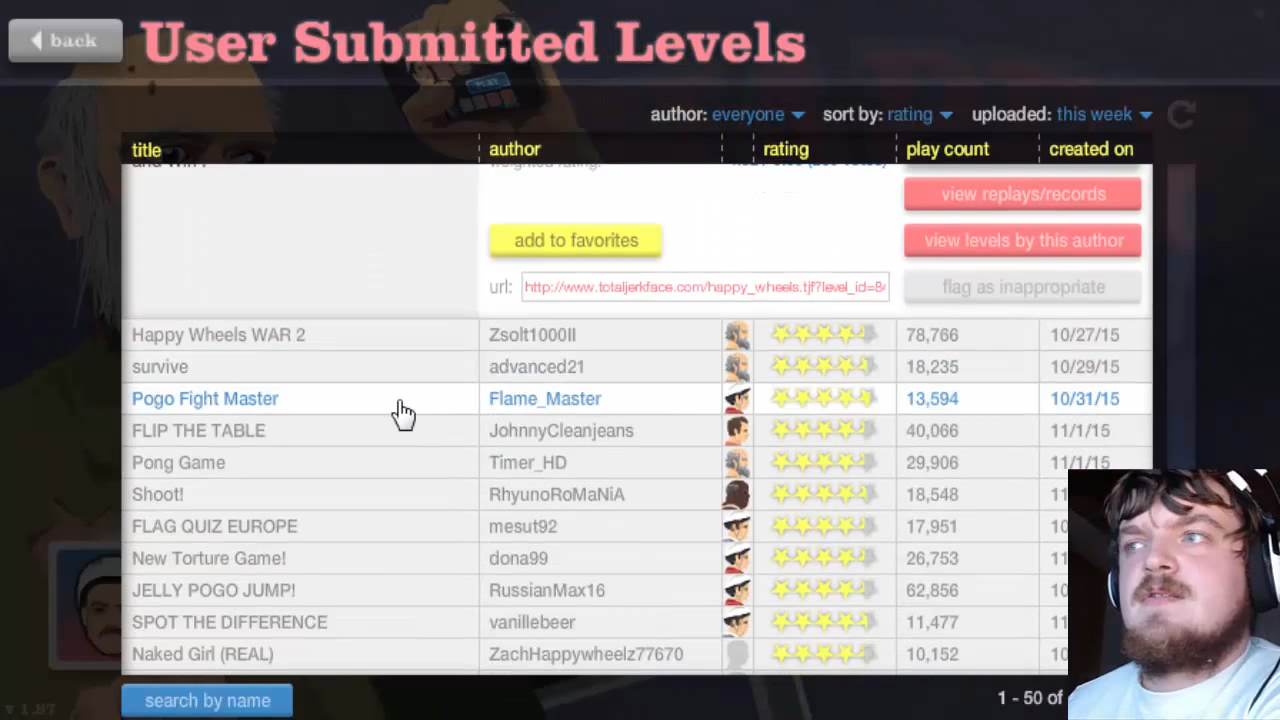 back
User Submitted Levels
author: everyone sort by: rating uploaded: this week
title author rating play count created on
view replays/records
add to favorites view levels by this author
url: http://www.totaljerkface.com/happy_wheels.tjf?level_id=8 flag as inappropriate
Happy Wheels WAR 2 Zsolt1000II 78,766 10/27/15
survive advanced21 18,235 10/29/15
Pogo Fight Master Flame_Master 13,594 10/31/15
FLIP THE TABLE JohnnyCleanjeans 40,066 11/1/15
Pong Game Timer_HD 29,906 11/1/15
Shoot! RhyunoRoMaNiA 18,548
FLAG QUIZ EUROPE mesut92 17,951
New Torture Game! dona99 26,753
JELLY POGO JUMP! RussianMax16 62,856
SPOT THE DIFFERENCE vanillebeer 11,477
Naked Girl (REAL) ZachHappywheelz77670 10,152
search by name 1 - 50 of
v 1.87